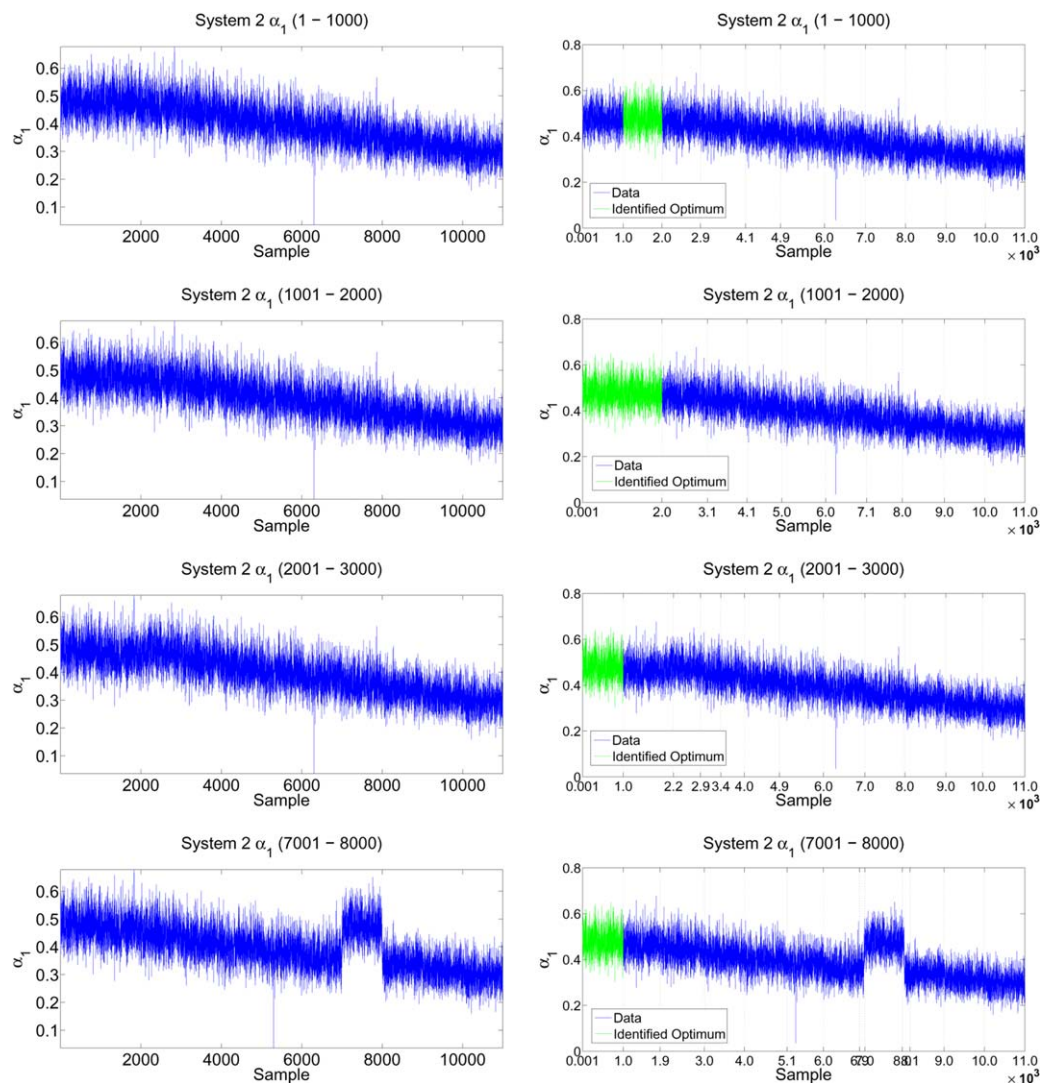 System 2 α1 (1 − 1000)
0.6
0.5
0.4
0.3
0.2
0.1
α1
2000 4000 6000 8000 10000
Sample
System 2 α1 (1 − 1000)
0.8
0.6
0.4
0.2
0
α1
Data
Identified Optimum
0.001 1.0 2.0 2.9 4.1 4.9 6.2 7.1 8.0 9.0 10.0 11.0
Sample
× 10³
System 2 α1 (1001 − 2000)
0.6
0.5
0.4
0.3
0.2
0.1
α1
2000 4000 6000 8000 10000
Sample
System 2 α1 (1001 − 2000)
0.8
0.6
0.4
0.2
0
α1
Data
Identified Optimum
0.001 2.0 3.1 4.1 4.9 6.0 7.1 8.0 9.0 10.0 11.0
Sample
× 10³
System 2 α1 (2001 − 3000)
0.6
0.5
0.4
0.3
0.2
0.1
α1
2000 4000 6000 8000 10000
Sample
System 2 α1 (2001 − 3000)
0.8
0.6
0.4
0.2
0
α1
Data
Identified Optimum
0.001 1.0 2.2 2.9 3.4 4.0 4.9 6.0 7.0 8.1 9.0 10.0 11.0
Sample
× 10³
System 2 α1 (7001 − 8000)
0.6
0.5
0.4
0.3
0.2
0.1
α1
2000 4000 6000 8000 10000
Sample
System 2 α1 (7001 − 8000)
0.8
0.6
0.4
0.2
0
α1
Data
Identified Optimum
0.001 1.0 1.9 3.0 4.0 5.1 6.0 9.0 10.0 11.0
Sample
× 10³